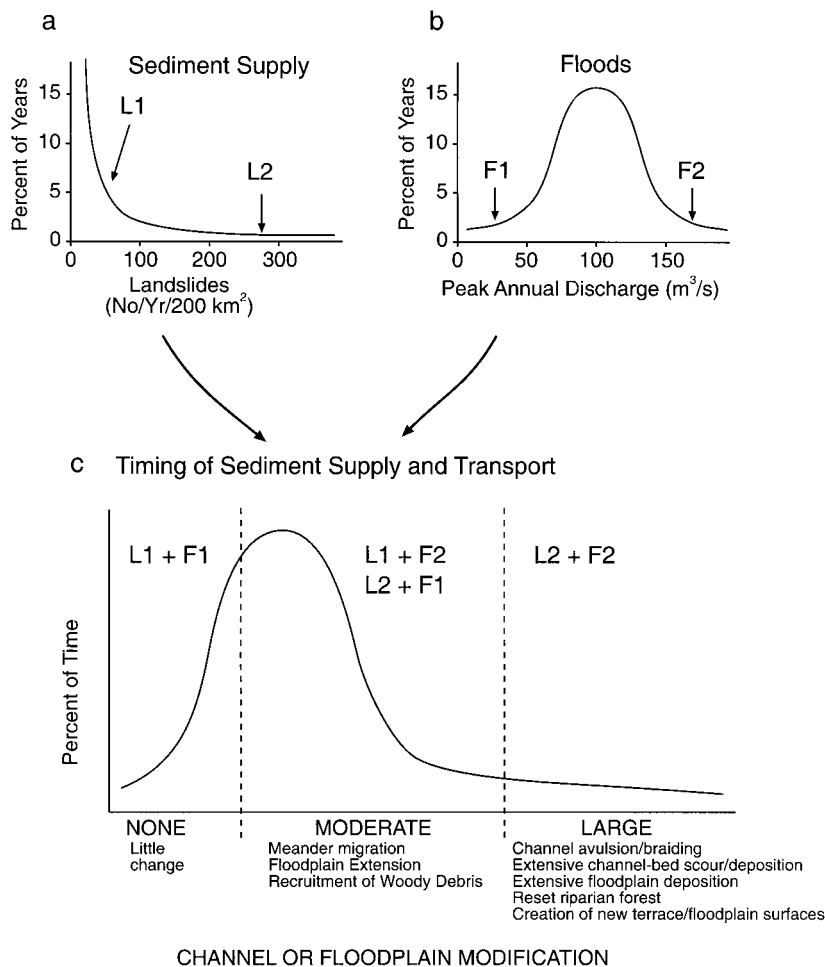 a
Sediment Supply
Percent of Years
15
10
5
0
L1
L2
0 100 200 300
Landslides
(No/Yr/200 km²)
b
Floods
Percent of Years
15
10
5
0
F1
F2
0 50 100 150
Peak Annual Discharge (m³/s)
c Timing of Sediment Supply and Transport
Percent of Time
L1 + F1
L1 + F2
L2 + F1
L2 + F2
NONE
Little
change
MODERATE
Meander migration
Floodplain Extension
Recruitment of Woody Debris
LARGE
Channel avulsion/braiding
Extensive channel-bed scour/deposition
Extensive floodplain deposition
Reset riparian forest
Creation of new terrace/floodplain surfaces
CHANNEL OR FLOODPLAIN MODIFICATION